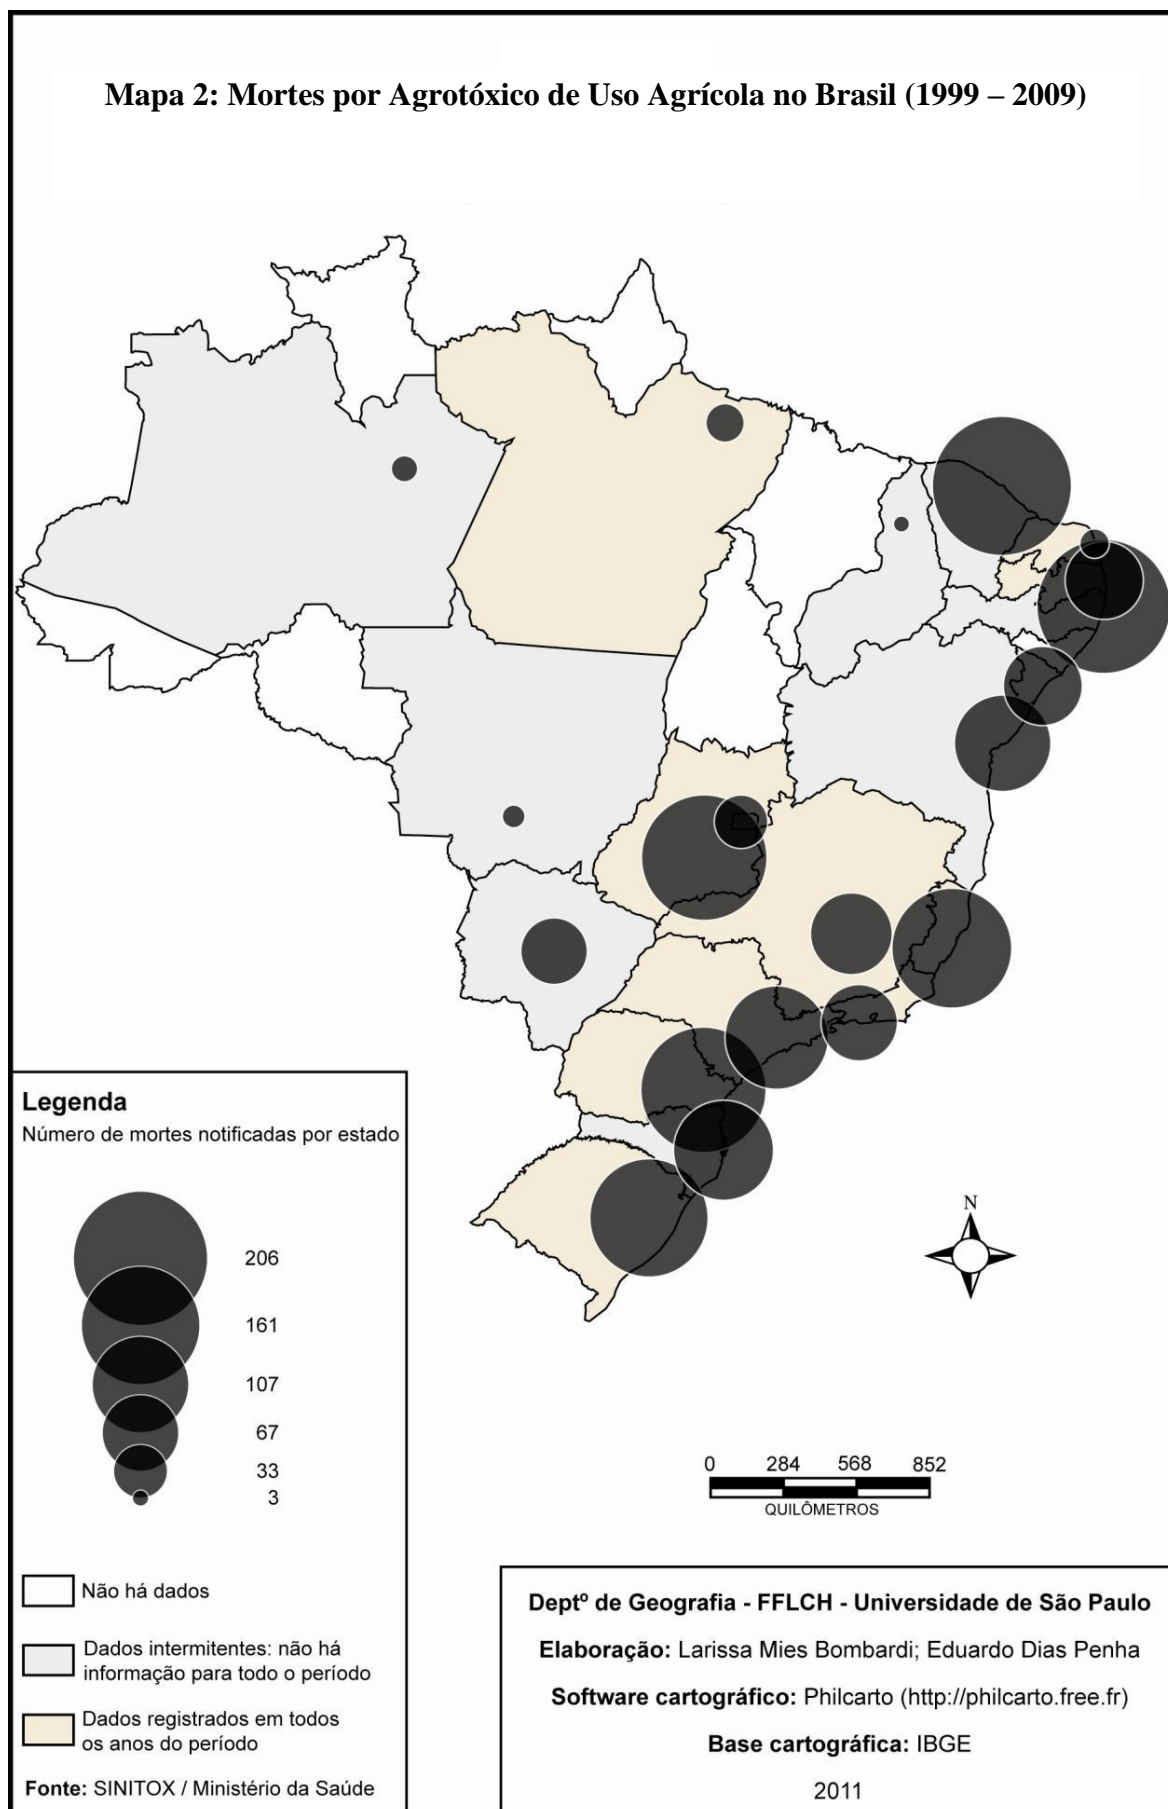 Mapa 2: Mortes por Agrotóxico de Uso Agrícola no Brasil (1999 – 2009)
N
Legenda
Número de mortes notificadas por estado
206
161
107
67
33
3
Não há dados
Dados intermitentes: não há
informação para todo o período
Dados registrados em todos
os anos do período
Fonte: SINITOX / Ministério da Saúde
0 284 568 852
QUILÔMETROS
Deptº de Geografia - FFLCH - Universidade de São Paulo
Elaboração: Larissa Mies Bombardi; Eduardo Dias Penha
Software cartográfico: Philcarto (http://philcarto.free.fr)
Base cartográfica: IBGE
2011